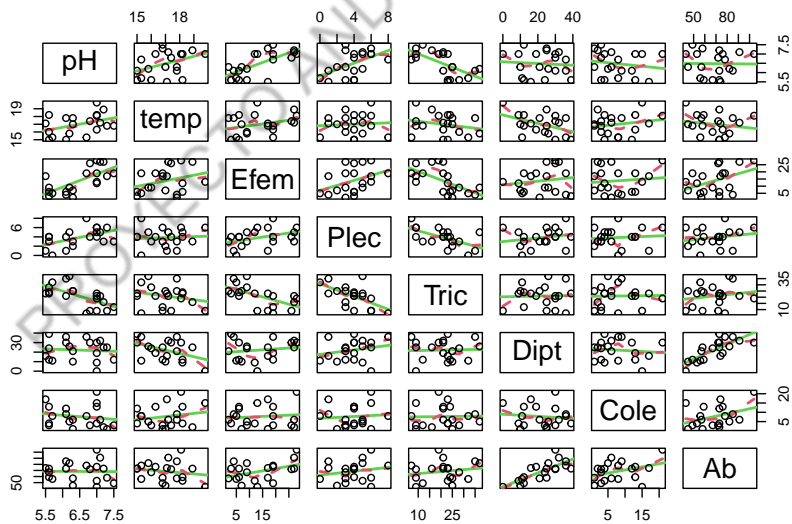 15 18 0 4 8 0 20 40 50 80
pH 5.5 7.5
15 19 temp
Efem 5 25
0 6 Plec
Tric 10 35
0 30 Dipt
Cole 5 20
50 Ab
5.5 6.5 7.5 5 15 10 25 5 15
PROYECTO AND